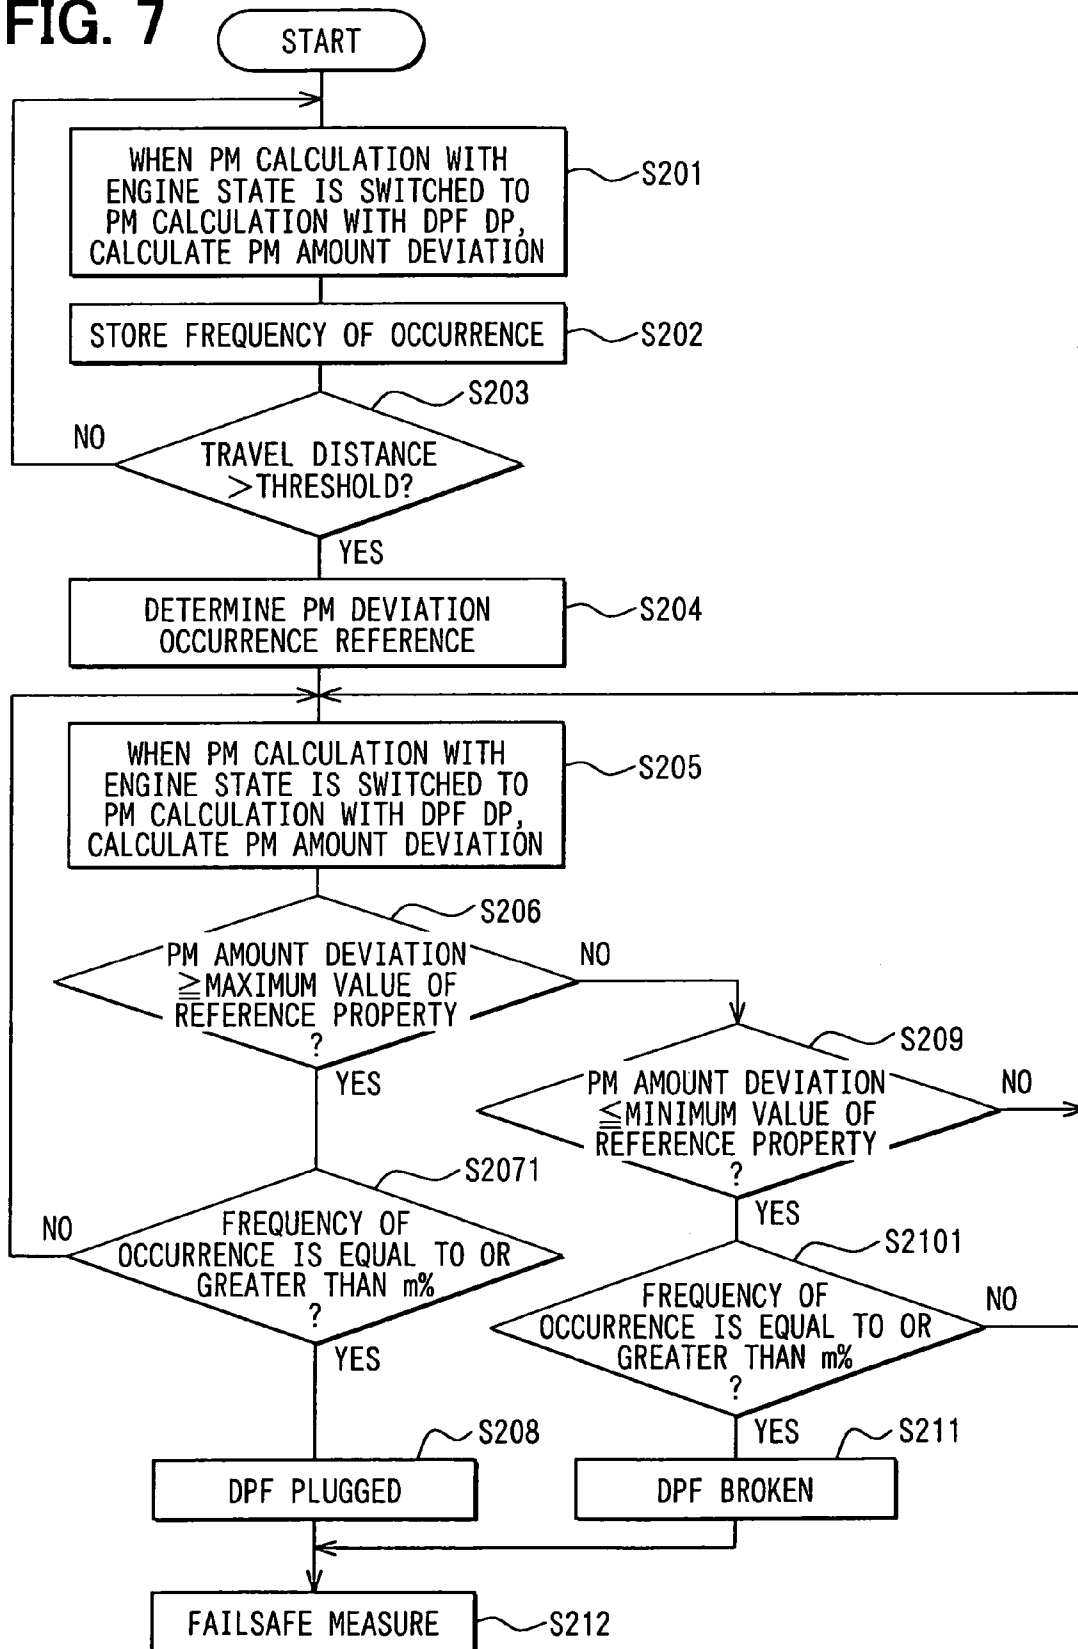 FIG. 7
START
WHEN PM CALCULATION WITH
ENGINE STATE IS SWITCHED TO
PM CALCULATION WITH DPF DP,
CALCULATE PM AMOUNT DEVIATION
S201
STORE FREQUENCY OF OCCURRENCE
S202
S203
NO
TRAVEL DISTANCE
>THRESHOLD?
YES
DETERMINE PM DEVIATION
OCCURRENCE REFERENCE
S204
WHEN PM CALCULATION WITH
ENGINE STATE IS SWITCHED TO
PM CALCULATION WITH DPF DP,
CALCULATE PM AMOUNT DEVIATION
S205
S206
PM AMOUNT DEVIATION
≧MAXIMUM VALUE OF
REFERENCE PROPERTY
?
NO
YES
S209
PM AMOUNT DEVIATION
≦MINIMUM VALUE OF
REFERENCE PROPERTY
?
NO
YES
S2071
NO
FREQUENCY OF
OCCURRENCE IS EQUAL TO OR
GREATER THAN m%
?
YES
S2101
FREQUENCY OF
OCCURRENCE IS EQUAL TO OR
GREATER THAN m%
?
NO
YES
S208
DPF PLUGGED
S211
DPF BROKEN
FAILSAFE MEASURE
S212